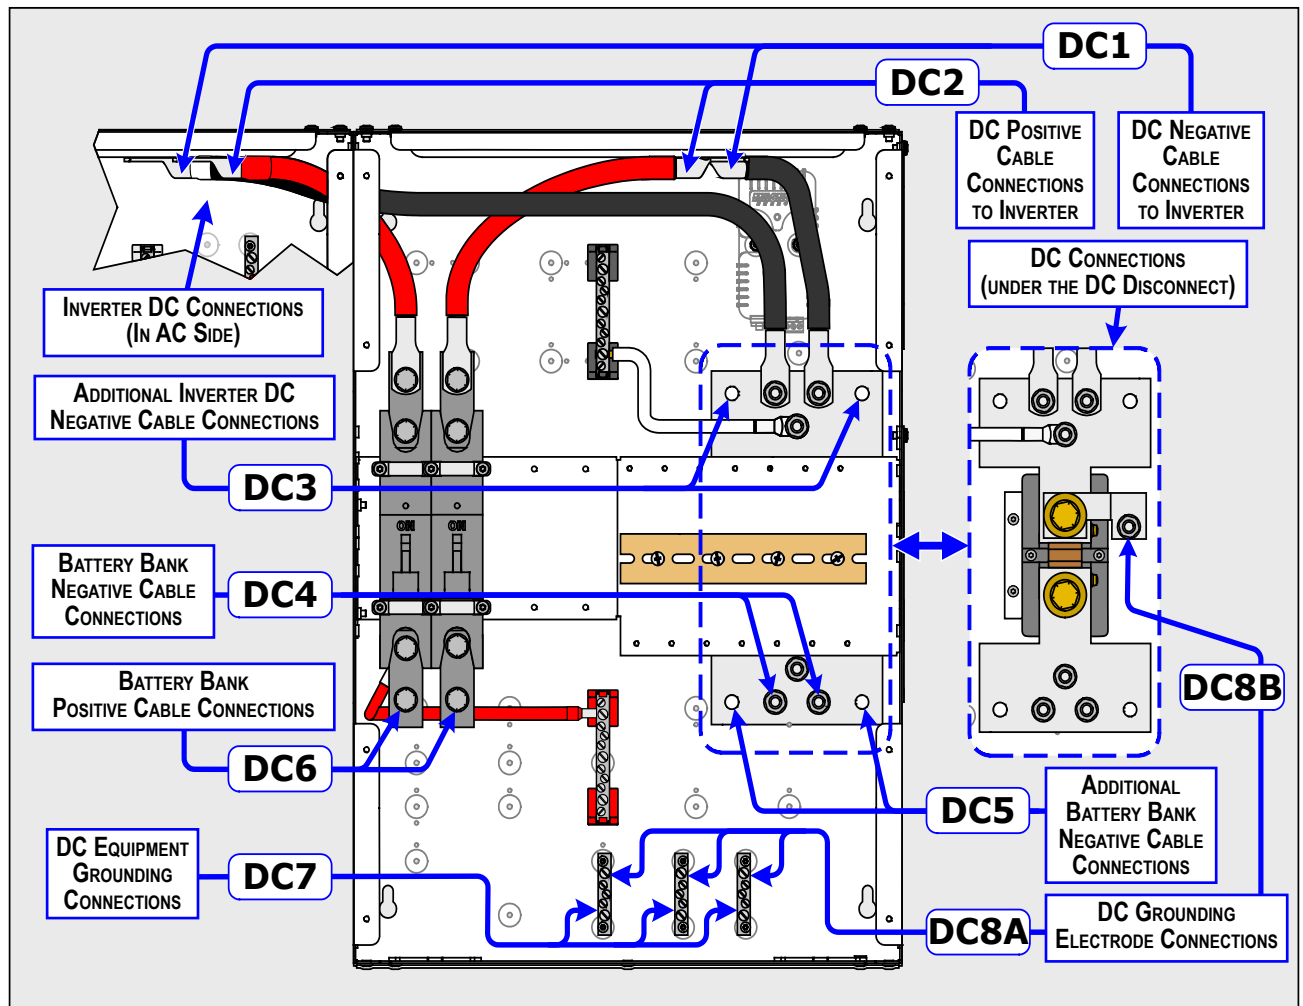 DC1
DC2
DC POSITIVE
CABLE
CONNECTIONS
TO INVERTER
DC NEGATIVE
CABLE
CONNECTIONS
TO INVERTER
DC CONNECTIONS
(UNDER THE DC DISCONNECT)
INVERTER DC CONNECTIONS
(IN AC SIDE)
ADDITIONAL INVERTER DC
NEGATIVE CABLE CONNECTIONS
DC3
ON
ON
BATTERY BANK
NEGATIVE CABLE
CONNECTIONS
DC4
BATTERY BANK
POSITIVE CABLE CONNECTIONS
DC6
DC8B
DC5
ADDITIONAL
BATTERY BANK
NEGATIVE CABLE
CONNECTIONS
DC EQUIPMENT
GROUNDING
CONNECTIONS
DC7
DC8A
DC GROUNDING
ELECTRODE CONNECTIONS